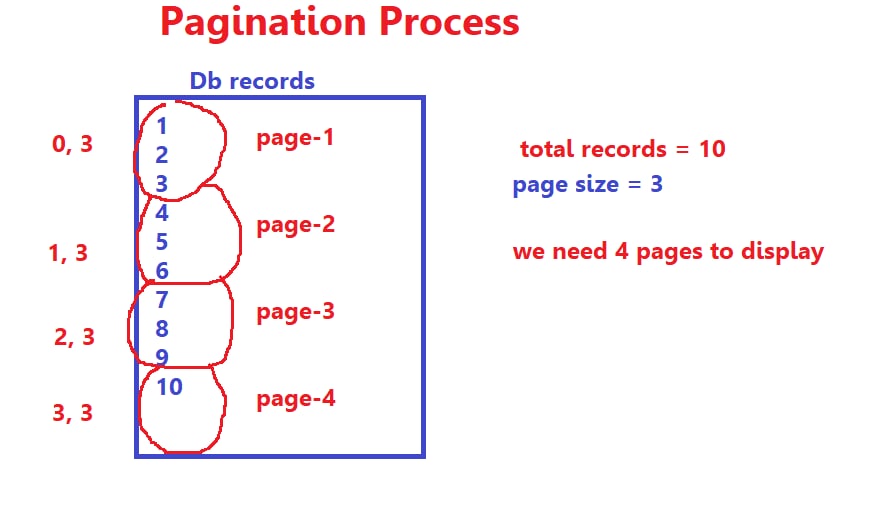 Pagination Process
Db records
0, 3
1
2
3
page-1
total records = 10
page size = 3
1, 3
4
5
6
page-2
we need 4 pages to display
2, 3
7
8
9
page-3
3, 3
10
page-4